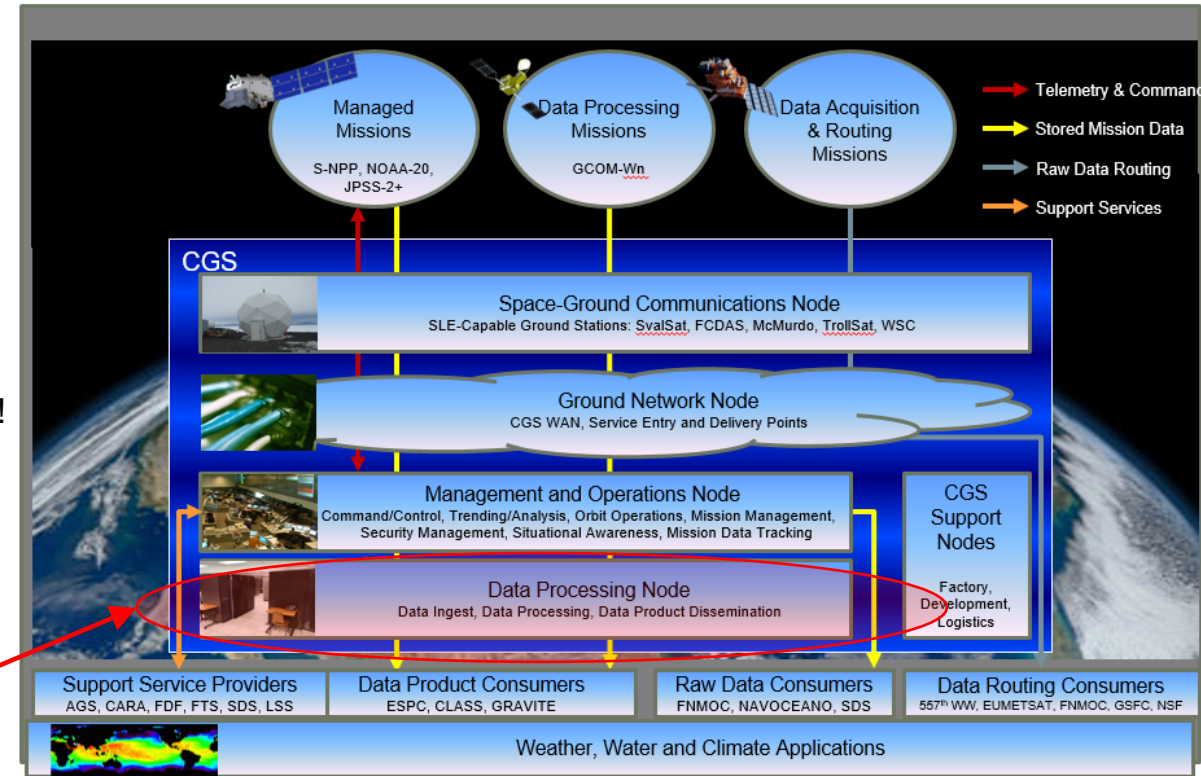 Managed
Missions
S-NPP, NOAA-20,
JPSS-2+
Data Processing
Missions
GCOM-Wn
Data Acquisition
& Routing
Missions
Telemetry & Command
Stored Mission Data
Raw Data Routing
Support Services
CGS
Space-Ground Communications Node
SLE-Capable Ground Stations: SvalSat, FCDAS, McMurdo, TrollSat, WSC
!
Ground Network Node
CGS WAN, Service Entry and Delivery Points
Management and Operations Node
Command/Control, Trending/Analysis, Orbit Operations, Mission Management,
Security Management, Situational Awareness, Mission Data Tracking
CGS
Support
Nodes
Factory,
Development,
Logistics
Data Processing Node
Data Ingest, Data Processing, Data Product Dissemination
Support Service Providers
AGS, CARA, FDF, FTS, SDS, LSS
Data Product Consumers
ESPC, CLASS, GRAVITE
Raw Data Consumers
FNMOC, NAVOCEANO, SDS
Data Routing Consumers
557th WW, EUMETSAT, FNMOC, GSFC, NSF
Weather, Water and Climate Applications